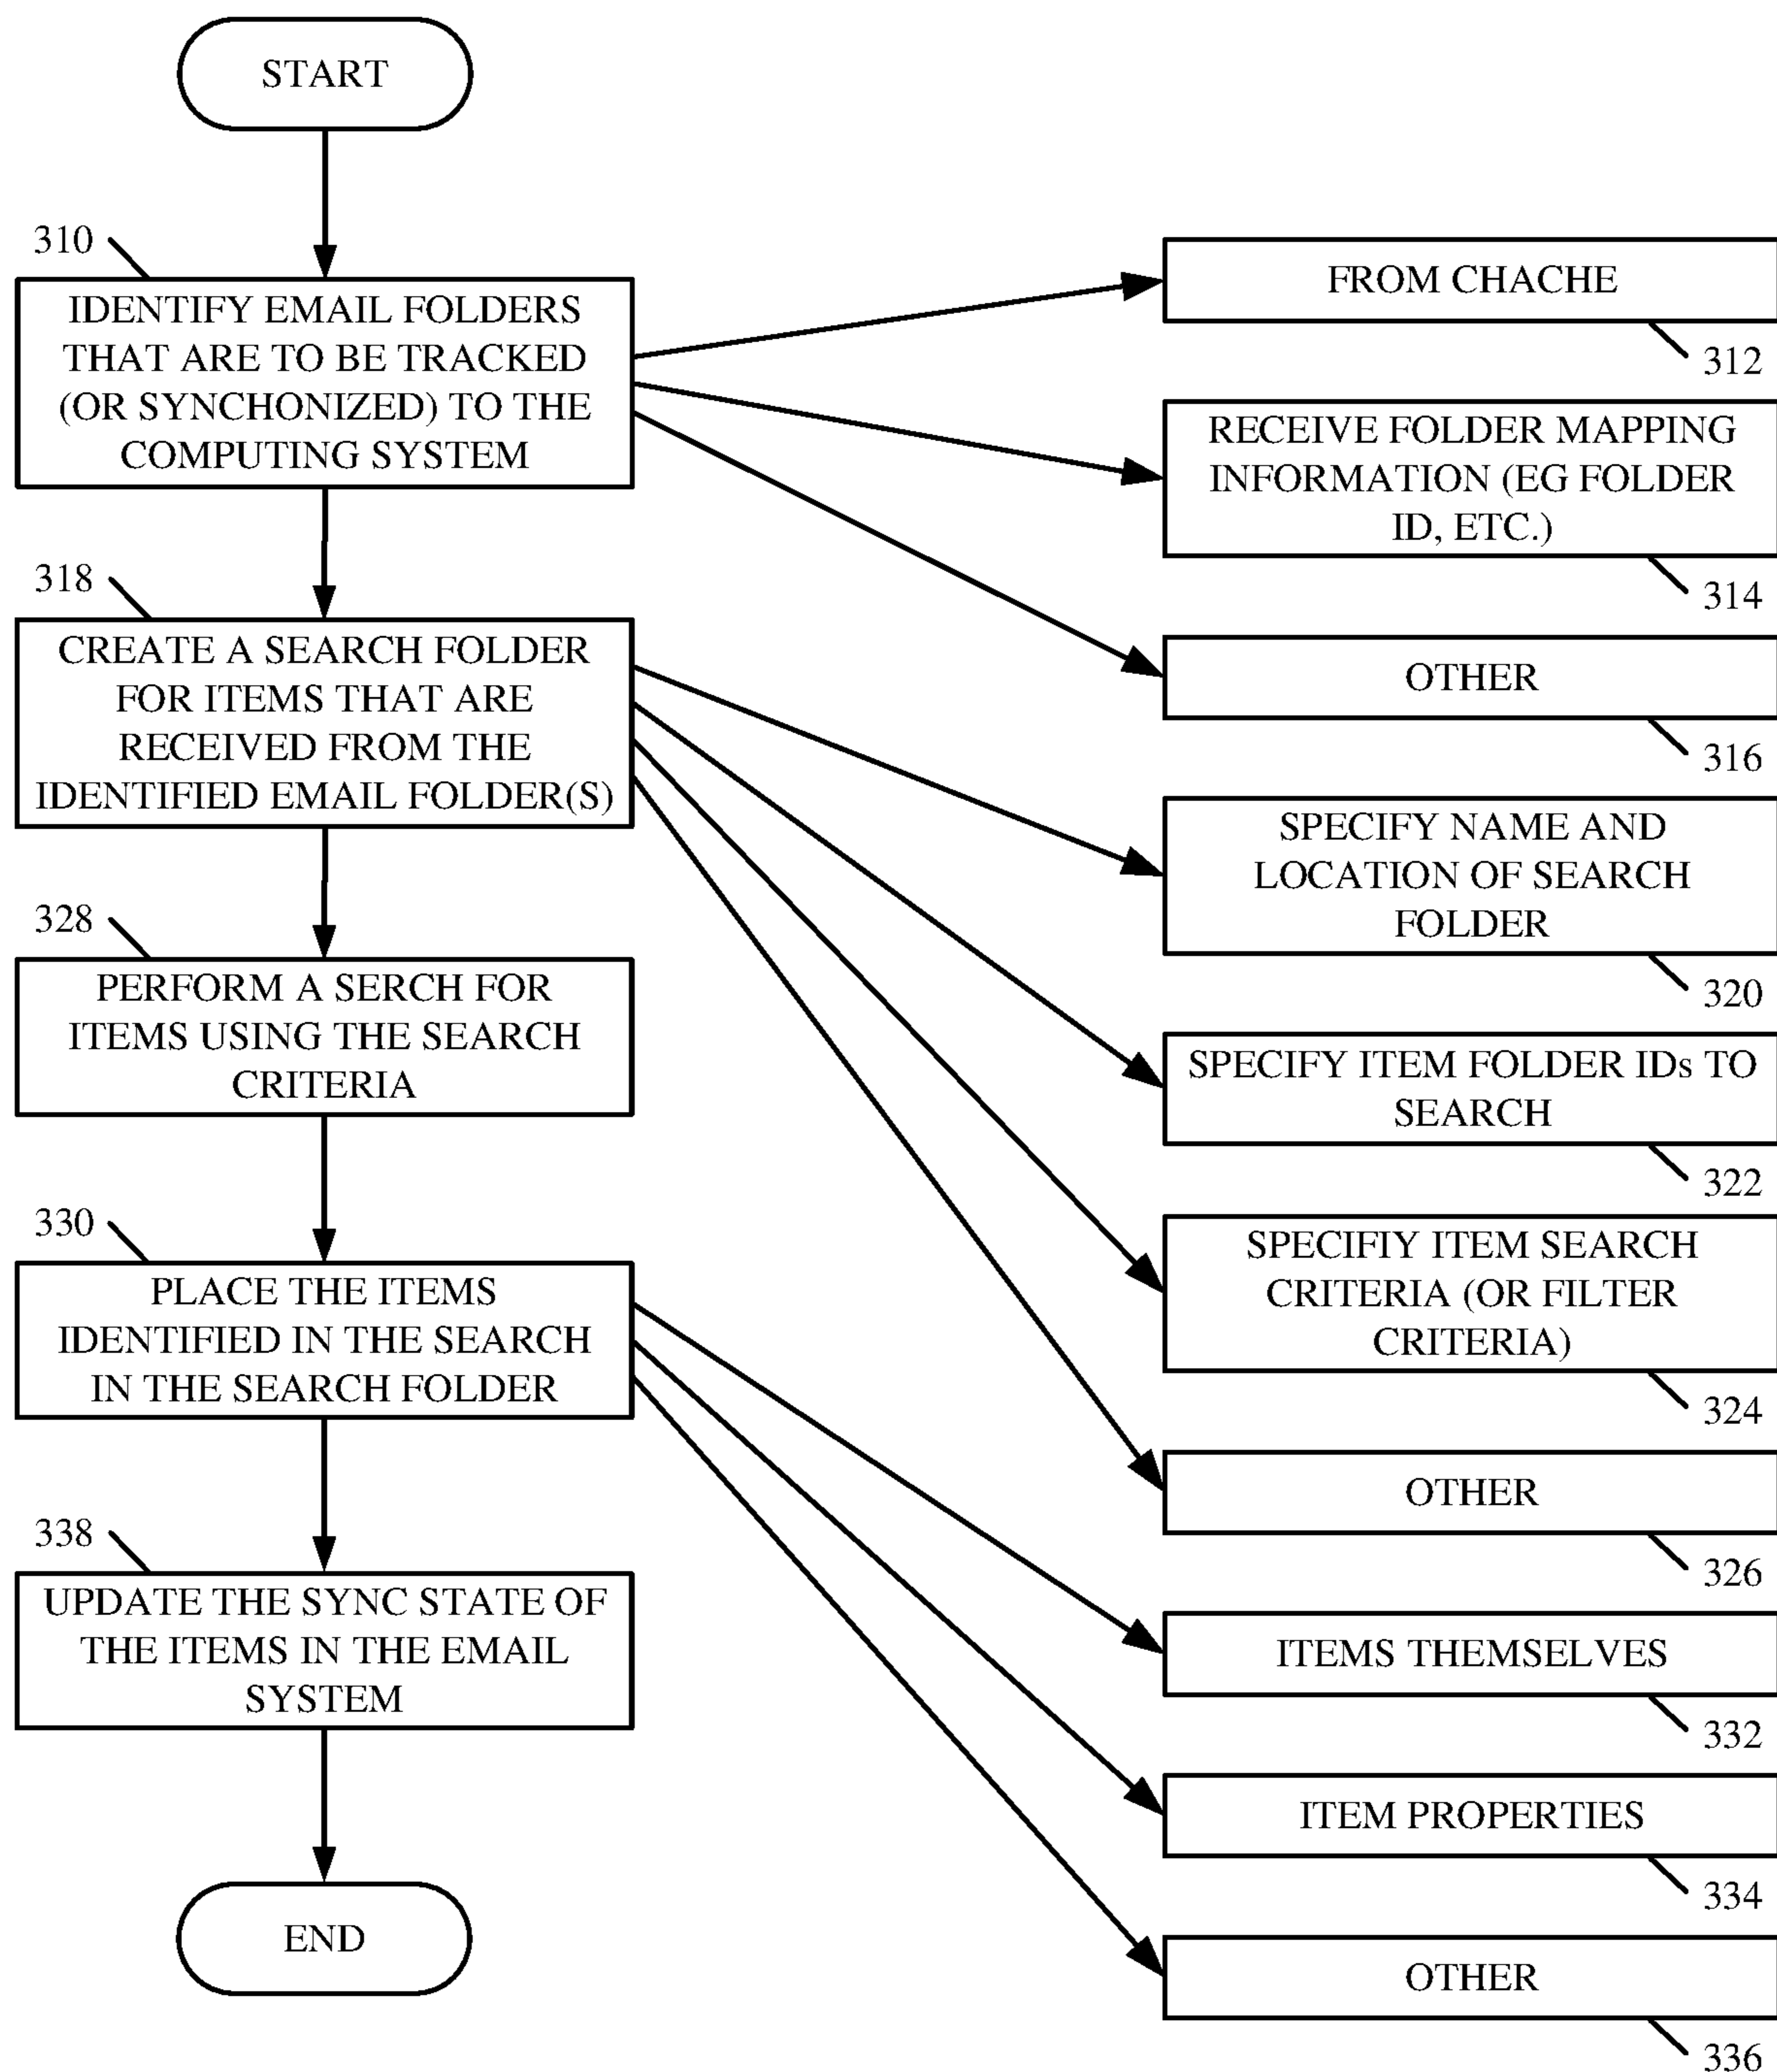 START
310
IDENTIFY EMAIL FOLDERS
THAT ARE TO BE TRACKED
(OR SYNCHONIZED) TO THE
COMPUTING SYSTEM
FROM CHACHE
312
RECEIVE FOLDER MAPPING
INFORMATION (EG FOLDER
ID, ETC.)
314
OTHER
316
318
CREATE A SEARCH FOLDER
FOR ITEMS THAT ARE
RECEIVED FROM THE
IDENTIFIED EMAIL FOLDER(S)
SPECIFY NAME AND
LOCATION OF SEARCH
FOLDER
320
SPECIFY ITEM FOLDER IDs TO
SEARCH
322
SPECIFIY ITEM SEARCH
CRITERIA (OR FILTER
CRITERIA)
324
OTHER
326
328
PERFORM A SERCH FOR
ITEMS USING THE SEARCH
CRITERIA
330
PLACE THE ITEMS
IDENTIFIED IN THE SEARCH
IN THE SEARCH FOLDER
ITEMS THEMSELVES
332
ITEM PROPERTIES
334
OTHER
336
338
UPDATE THE SYNC STATE OF
THE ITEMS IN THE EMAIL
SYSTEM
END